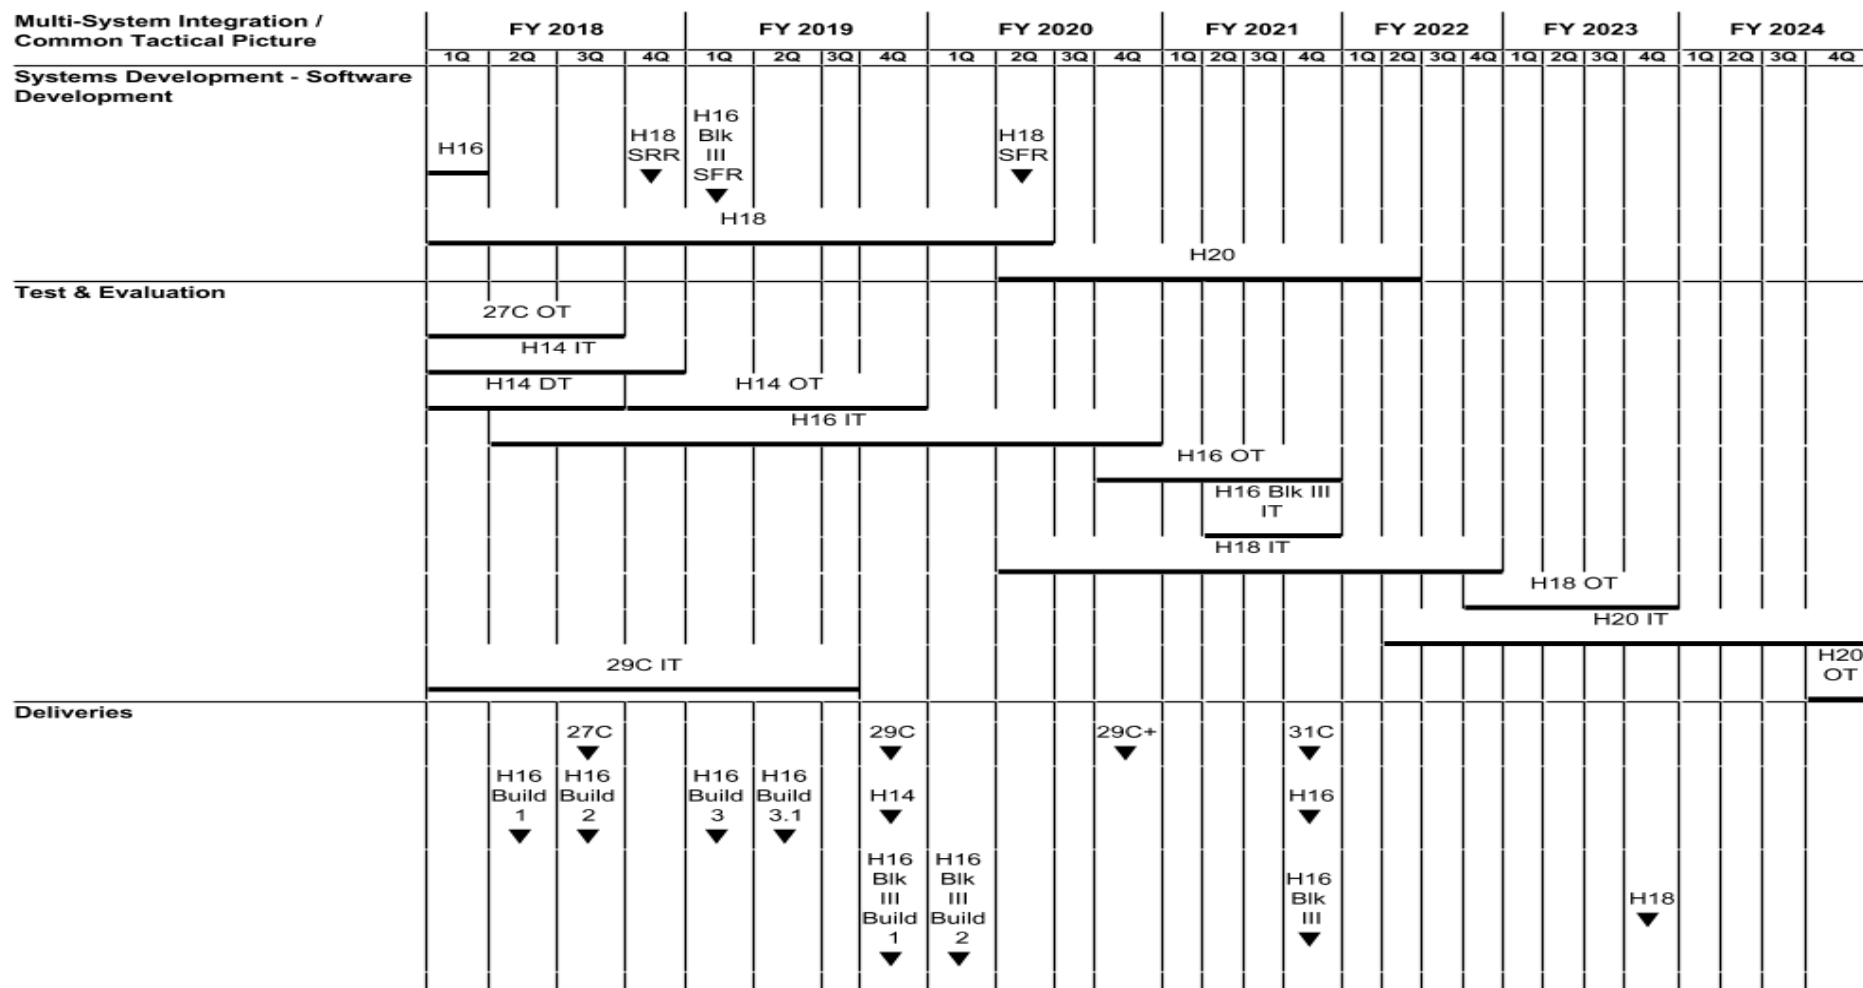 Multi-System Integration /
Common Tactical Picture
FY 2018 FY 2019 FY 2020 FY 2021 FY 2022 FY 2023 FY 2024
1Q 2Q 3Q 4Q 1Q 2Q 3Q 4Q 1Q 2Q 3Q 4Q 1Q 2Q 3Q 4Q 1Q 2Q 3Q 4Q 1Q 2Q 3Q 4Q 1Q 2Q 3Q 4Q
Systems Development - Software
Development
H16
H18
SRR
H16
Blk
III
SFR
H18
SFR
H18
H20
Test & Evaluation
27C OT
H14 IT
H14 DT
H14 OT
H16 IT
H16 OT
H16 Blk III
IT
H18 IT
H18 OT
H20 IT
29C IT
H20
OT
Deliveries
27C
29C
29C+
31C
H16
Build
1
H16
Build
2
H16
Build
3
H16
Build
3.1
H14
H16
H16
Blk
III
Build
1
H16
Blk
III
Build
2
H16
Blk
III
H18